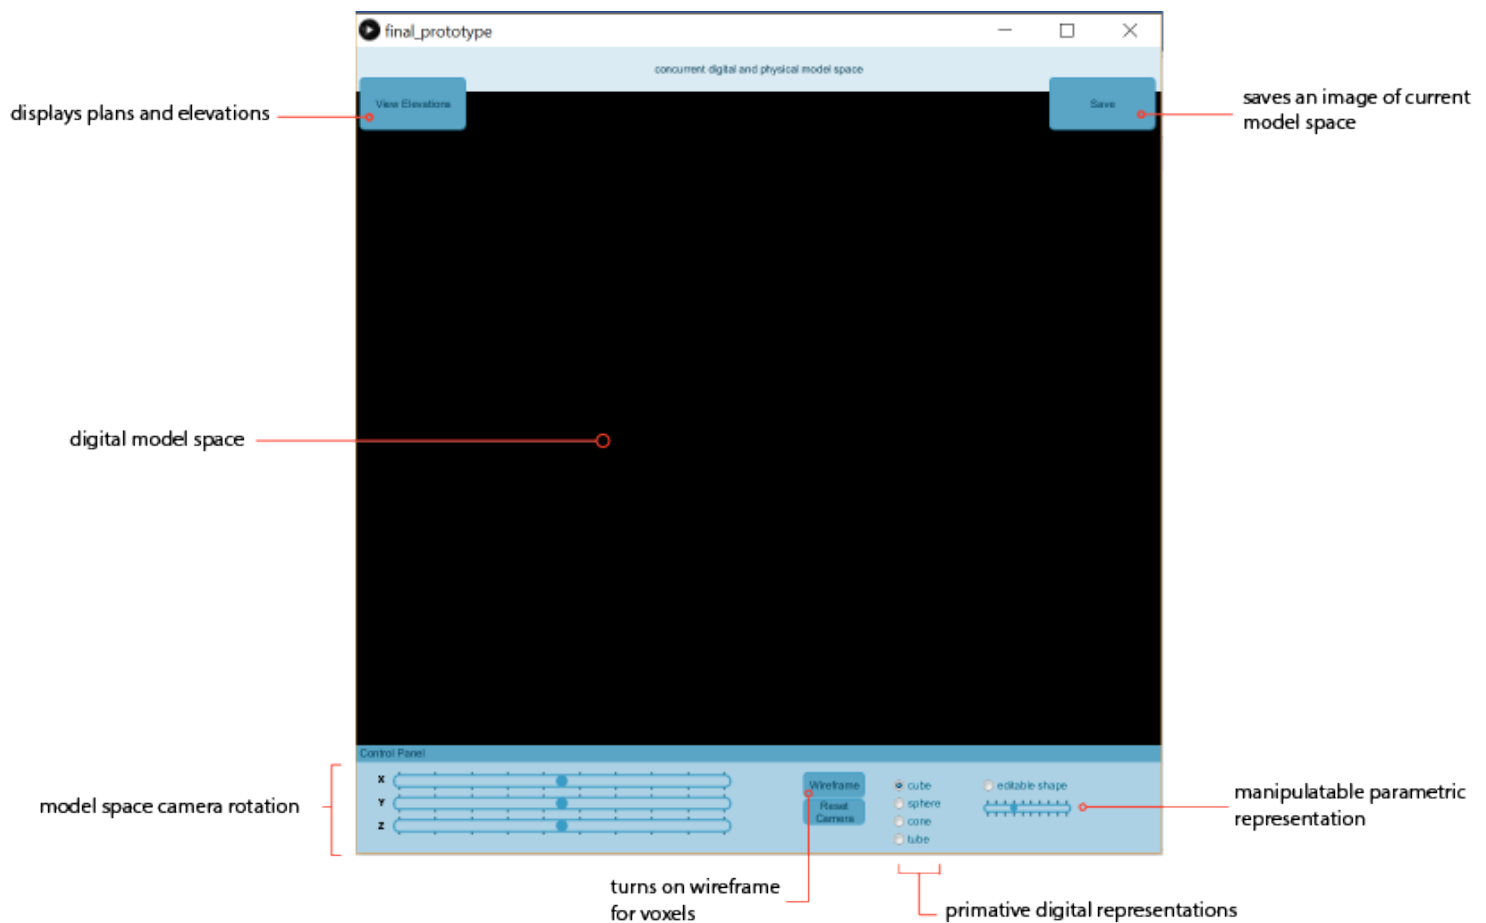 final_prototype
concurrent digital and physical model space
View Elevations
Save
displays plans and elevations
saves an image of current
model space
digital model space
Control Panel
X
Y
Z
model space camera rotation
Wireframe
Reset
Camera
cube
sphere
cone
tube
editable shape
manipulatable parametric
representation
turns on wireframe
for voxels
primative digital representations